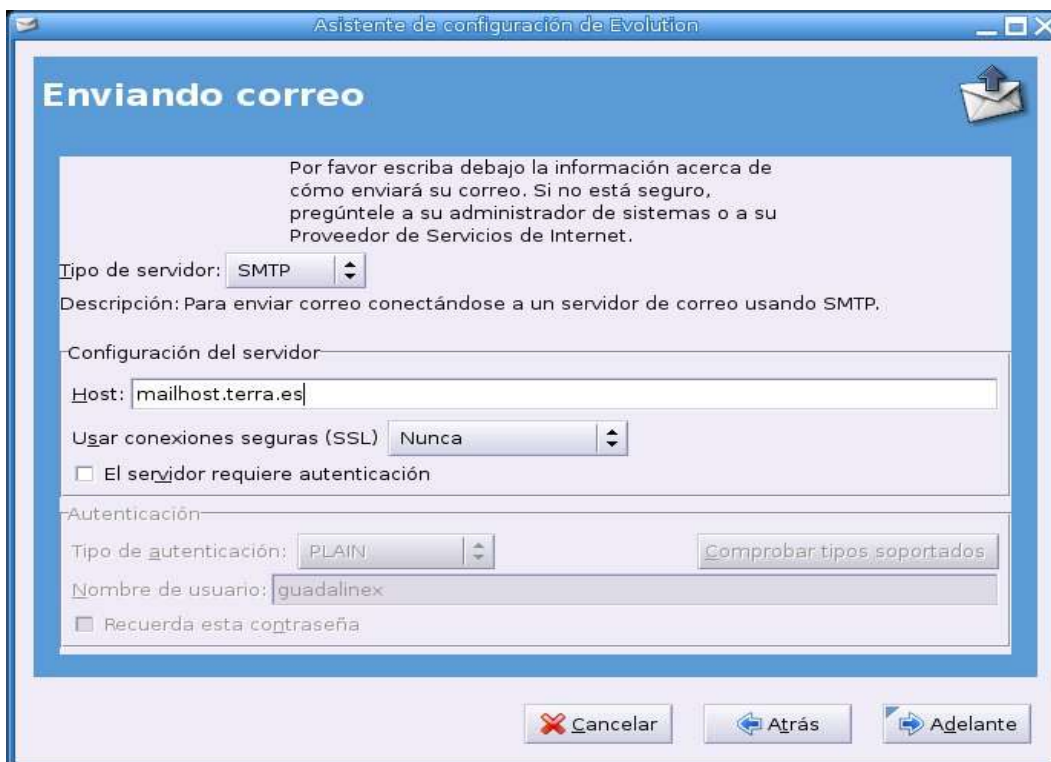 Asistente de configuración de Evolution
Enviando correo
Por favor escriba debajo la información acerca de
cómo enviará su correo. Si no está seguro,
pregúntele a su administrador de sistemas o a su
Proveedor de Servicios de Internet.
Tipo de servidor: SMTP
Descripción: Para enviar correo conectándose a un servidor de correo usando SMTP.
Configuración del servidor
Host: mailhost.terra.es
Usar conexiones seguras (SSL) Nunca
El servidor requiere autenticación
Autenticación
Tipo de autenticación: PLAIN Comprobar tipos soportados
Nombre de usuario: guadalinex
Recuerda esta contraseña
Cancelar Atrás Adelante